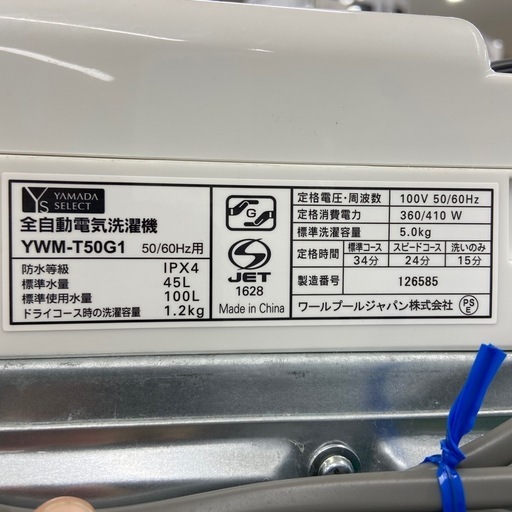 YS YAMADA SELECT
全自動電気洗濯機
YWM-T50G1 50/60Hz用
防水等級 IPX4
標準水量 45L
標準使用水量 100L
ドライコース時の洗濯容量 1.2kg
G
S
JET
1628
Made in China
定格電圧・周波数 100V 50/60Hz
定格消費電力 360/410 W
標準洗濯容量 5.0kg
定格時間 標準コース スピードコース 洗いのみ
34分 24分 15分
製造番号 126585
ワールプールジャパン株式会社 PSE